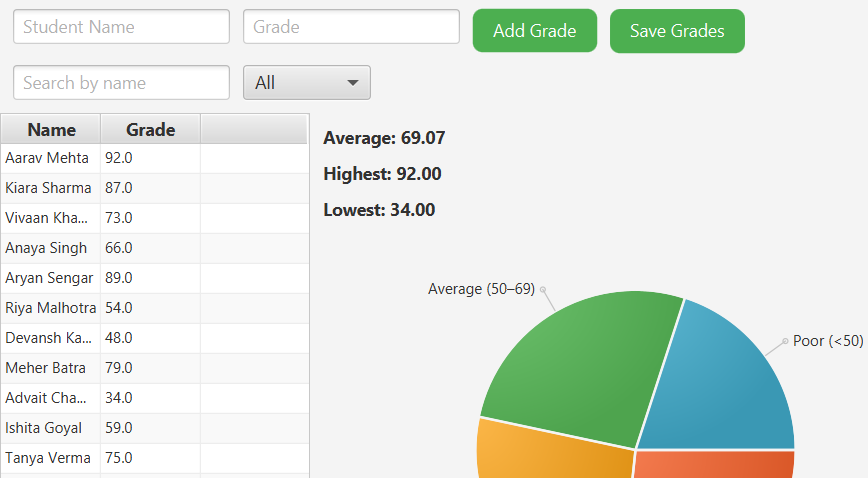 Student Name Grade Add Grade Save Grades
Search by name All
Name Grade
Aarav Mehta 92.0
Kiara Sharma 87.0
Vivaan Kha... 73.0
Anaya Singh 66.0
Aryan Sengar 89.0
Riya Malhotra 54.0
Devansh Ka... 48.0
Meher Batra 79.0
Advait Cha... 34.0
Ishita Goyal 59.0
Tanya Verma 75.0
Average: 69.07
Highest: 92.00
Lowest: 34.00
Average (50–69)
Poor (<50)